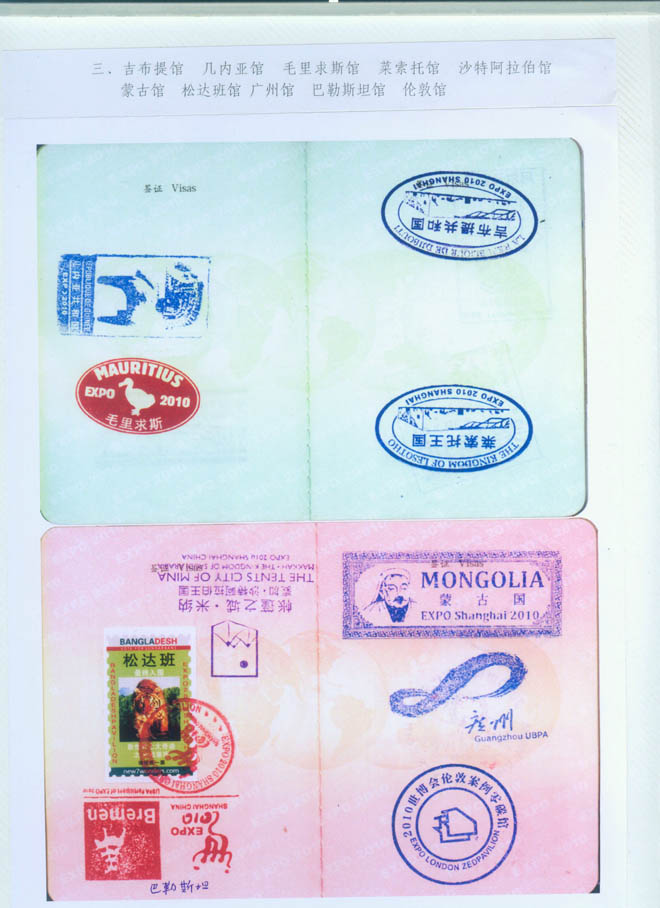 三、吉布提馆 几内亚馆 毛里求斯馆 莱索托馆 沙特阿拉伯馆
蒙古馆 松达班馆 广州馆 巴勒斯坦馆 伦敦馆
签证 Visas
EXPO 2010
MAURITIUS
EXPO 2010
毛里求斯
EXPO 2010 SHANGHAI
吉布提共和国
EXPO 2010 SHANGHAI
莱索托王国
THE KINGDOM OF LESOTHO
帐篷之城·米纳
THE TENTS CITY OF MINA
EXPO 2010 SHANGHAI CHINA
BANGLADESH
松达班
BANGLADESH PAVILION
new7wonders.com
Bremen
EXPO
2010
SHANGHAI CHINA
签证 Visas
MONGOLIA
蒙古国
EXPO Shanghai 2010
广州
Guangzhou UBPA
2010世博会伦敦案例零碳馆
EXPO LONDON ZEDPAVILION